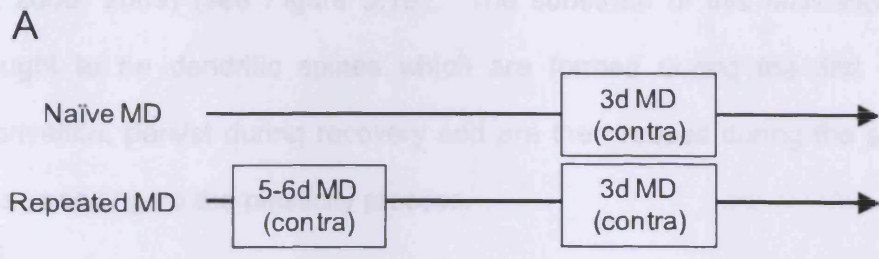 A
Naïve MD
3d MD
(contra)
Repeated MD
5-6d MD
(contra)
3d MD
(contra)